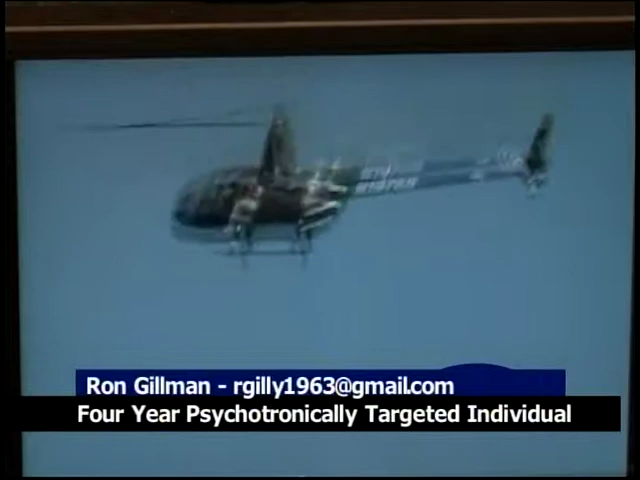 Ron Gillman - rgilly1963@gmail.com
Four Year Psychotronically Targeted Individual